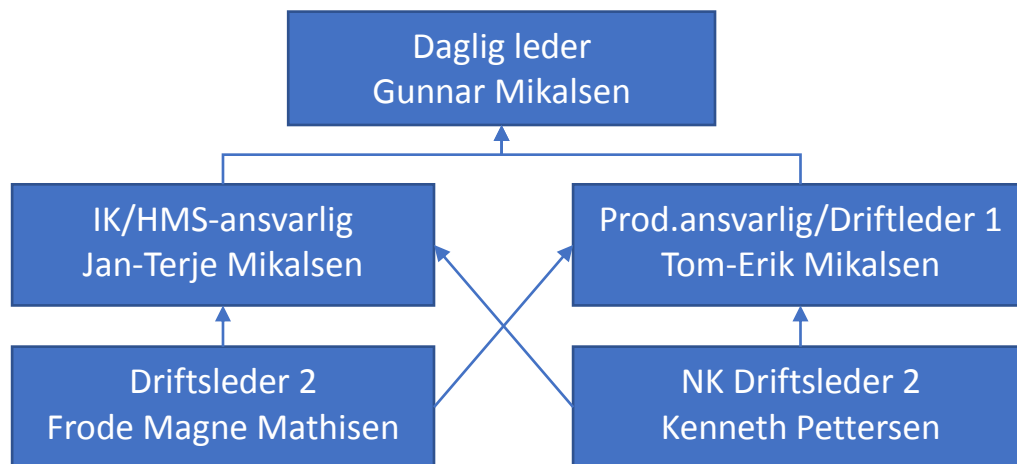 Daglig leder
Gunnar Mikalsen
IK/HMS-ansvarlig
Jan-Terje Mikalsen
Prod.ansvarlig/Driftleder 1
Tom-Erik Mikalsen
Driftsleder 2
Frode Magne Mathisen
NK Driftsleder 2
Kenneth Pettersen